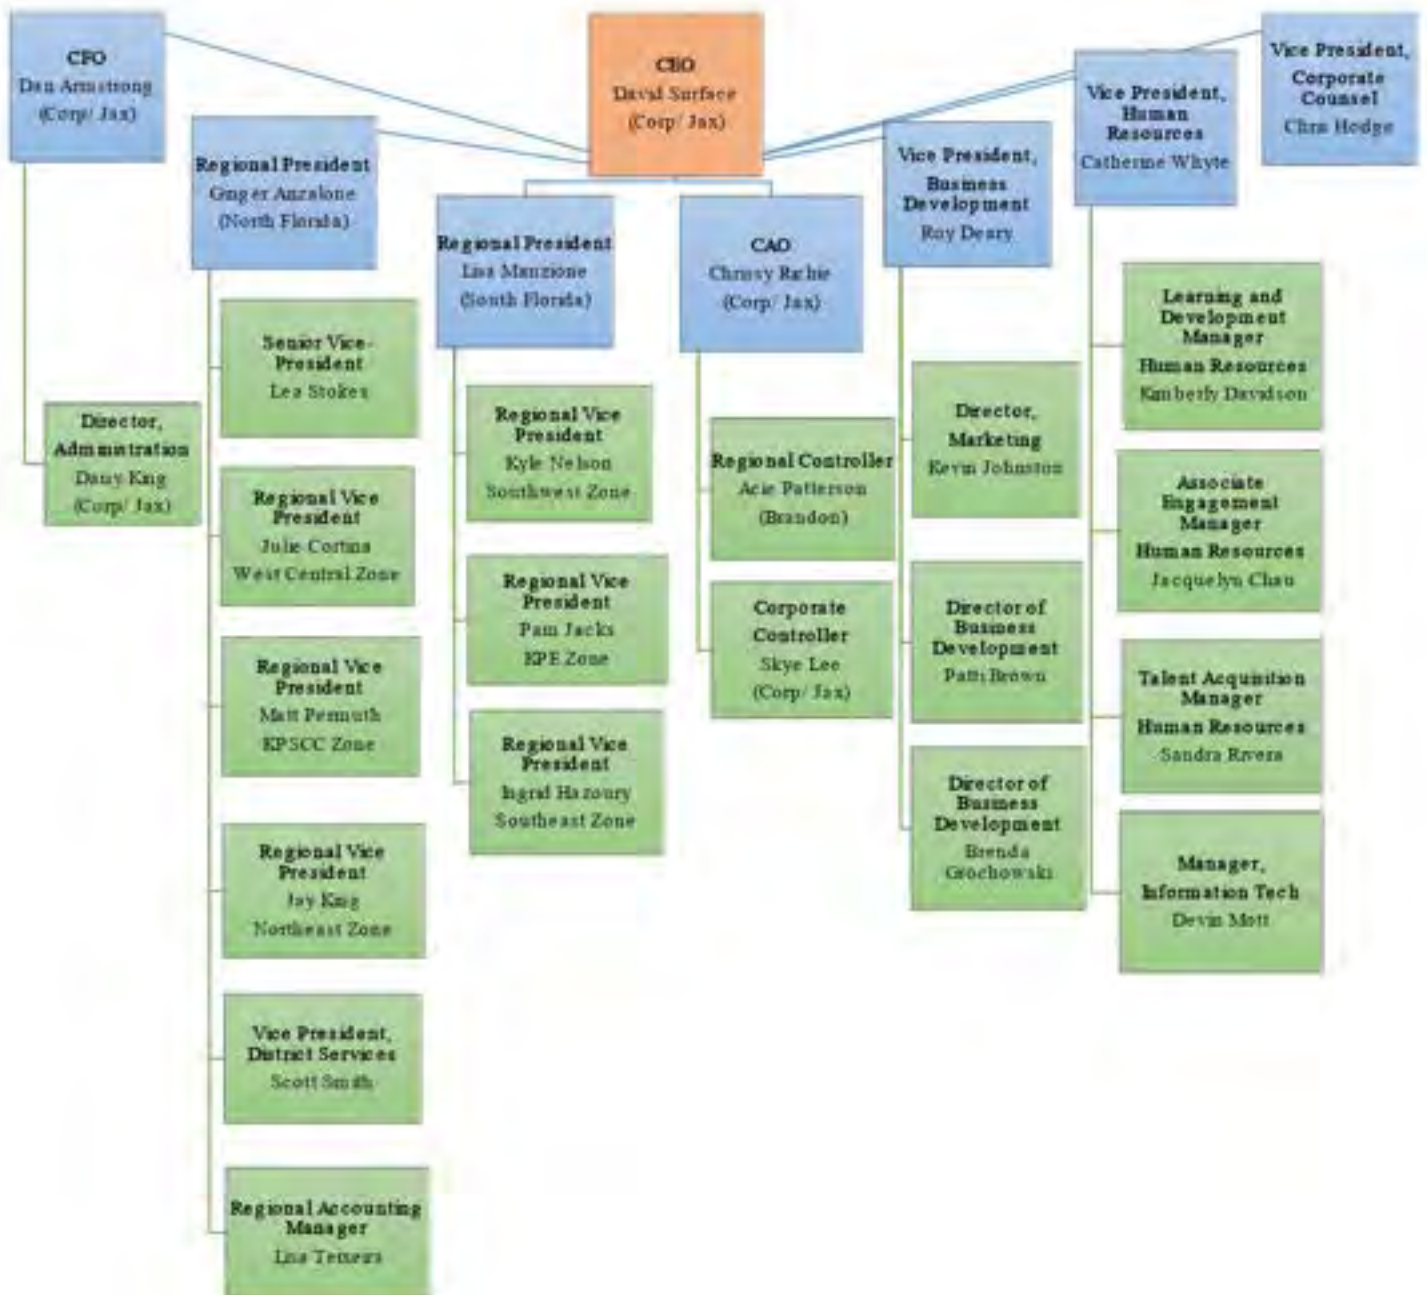 CFO
Dan Armstrong
(Corp/ Jax)
CEO
David Surface
(Corp/ Jax)
Vice President,
Corporate
Counsel
Chris Hodge
Vice President,
Human
Resources
Catherine Whyte
Regional President
Ginger Anzalone
(North Florida)
Vice President,
Business
Development
Roy Deary
Regional President
Lisa Manzione
(South Florida)
CAO
Chrissy Richie
(Corp/ Jax)
Director,
Administration
Daisy King
(Corp/ Jax)
Senior Vice-
President
Lea Stokes
Regional Vice
President
Julie Cortina
West Central Zone
Regional Vice
President
Matt Permuth
KPSCC Zone
Regional Vice
President
Jay King
Northeast Zone
Vice President,
District Services
Scott Smith
Regional Accounting
Manager
Lisa Teixeira
Regional Vice
President
Kyle Nelson
Southwest Zone
Regional Vice
President
Pam Jacks
KPE Zone
Regional Vice
President
Ingrid Hazoury
Southeast Zone
Regional Controller
Acie Patterson
(Brandon)
Corporate
Controller
Skye Lee
(Corp/ Jax)
Director,
Marketing
Kevin Johnston
Director of
Business
Development
Patti Brown
Director of
Business
Development
Brenda
Grochowski
Learning and
Development
Manager
Human Resources
Kimberly Davidson
Associate
Engagement
Manager
Human Resources
Jacquelyn Chau
Talent Acquisition
Manager
Human Resources
Sandra Rivera
Manager,
Information Tech
Devin Mott